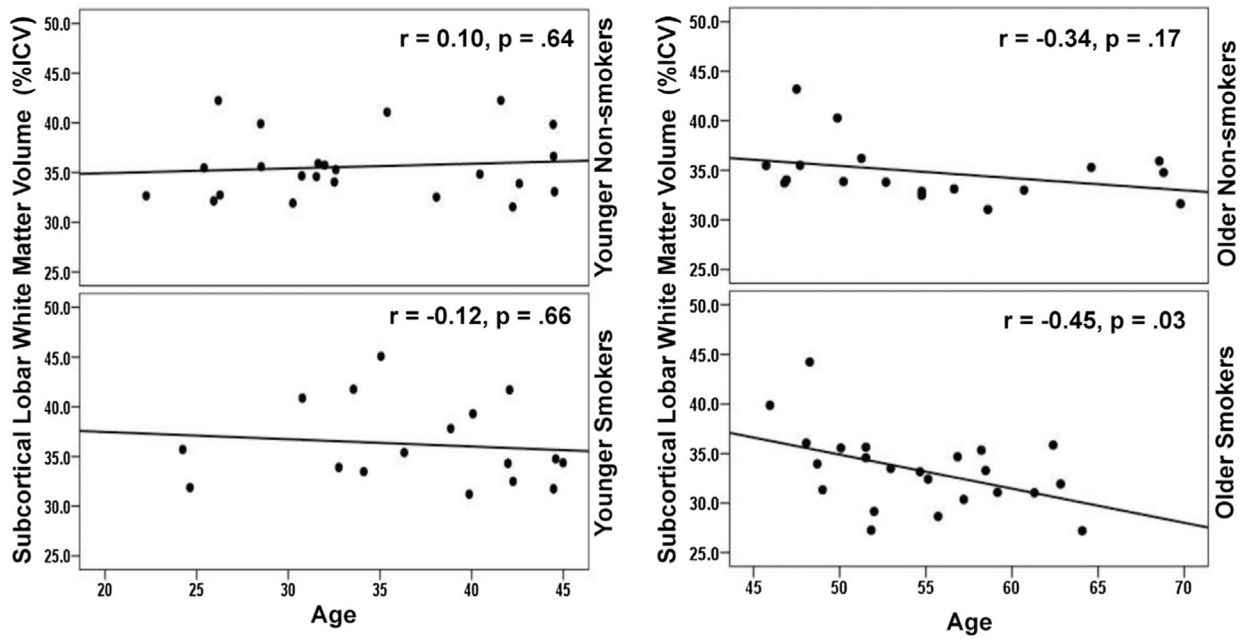 Subcortical Lobar White Matter Volume (%ICV)
50.0
45.0
40.0
35.0
30.0
25.0
r = 0.10, p = .64
Younger Non-smokers
50.0
45.0
40.0
35.0
30.0
25.0
r = -0.12, p = .66
Younger Smokers
20 25 30 35 40 45
Age
Subcortical Lobar White Matter Volume (%ICV)
50.0
45.0
40.0
35.0
30.0
25.0
r = -0.34, p = .17
Older Non-smokers
50.0
45.0
40.0
35.0
30.0
25.0
r = -0.45, p = .03
Older Smokers
45 50 55 60 65 70
Age